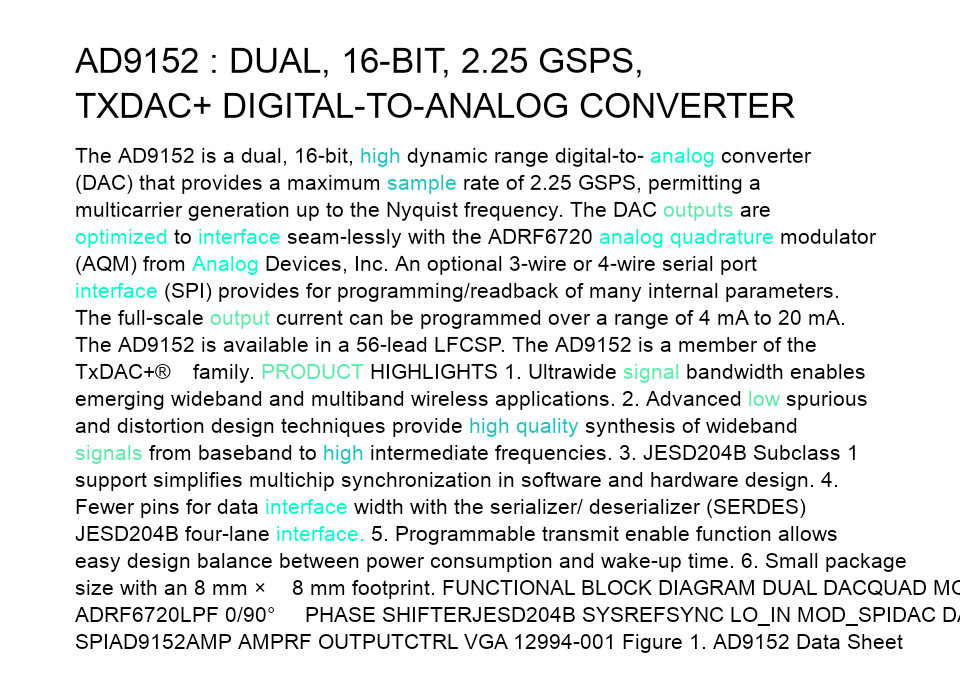 AD9152 : DUAL, 16-BIT, 2.25 GSPS,
TXDAC+ DIGITAL-TO-ANALOG CONVERTER
The AD9152 is a dual, 16-bit, high dynamic range digital-to- analog converter
(DAC) that provides a maximum sample rate of 2.25 GSPS, permitting a
multicarrier generation up to the Nyquist frequency. The DAC outputs are
optimized to interface seam-lessly with the ADRF6720 analog quadrature modulator
(AQM) from Analog Devices, Inc. An optional 3-wire or 4-wire serial port
interface (SPI) provides for programming/readback of many internal parameters.
The full-scale output current can be programmed over a range of 4 mA to 20 mA.
The AD9152 is available in a 56-lead LFCSP. The AD9152 is a member of the
TxDAC+® family. PRODUCT HIGHLIGHTS 1. Ultrawide signal bandwidth enables
emerging wideband and multiband wireless applications. 2. Advanced low spurious
and distortion design techniques provide high quality synthesis of wideband
signals from baseband to high intermediate frequencies. 3. JESD204B Subclass 1
support simplifies multichip synchronization in software and hardware design. 4.
Fewer pins for data interface width with the serializer/ deserializer (SERDES)
JESD204B four-lane interface. 5. Programmable transmit enable function allows
easy design balance between power consumption and wake-up time. 6. Small package
size with an 8 mm × 8 mm footprint. FUNCTIONAL BLOCK DIAGRAM DUAL DACQUAD
ADRF6720LPF 0/90° PHASE SHIFTERJESD204B SYSREFSYNC LO_IN MOD_SPIDAC
SPIAD9152AMP AMPRF OUTPUTCTRL VGA 12994-001 Figure 1. AD9152 Data Sheet